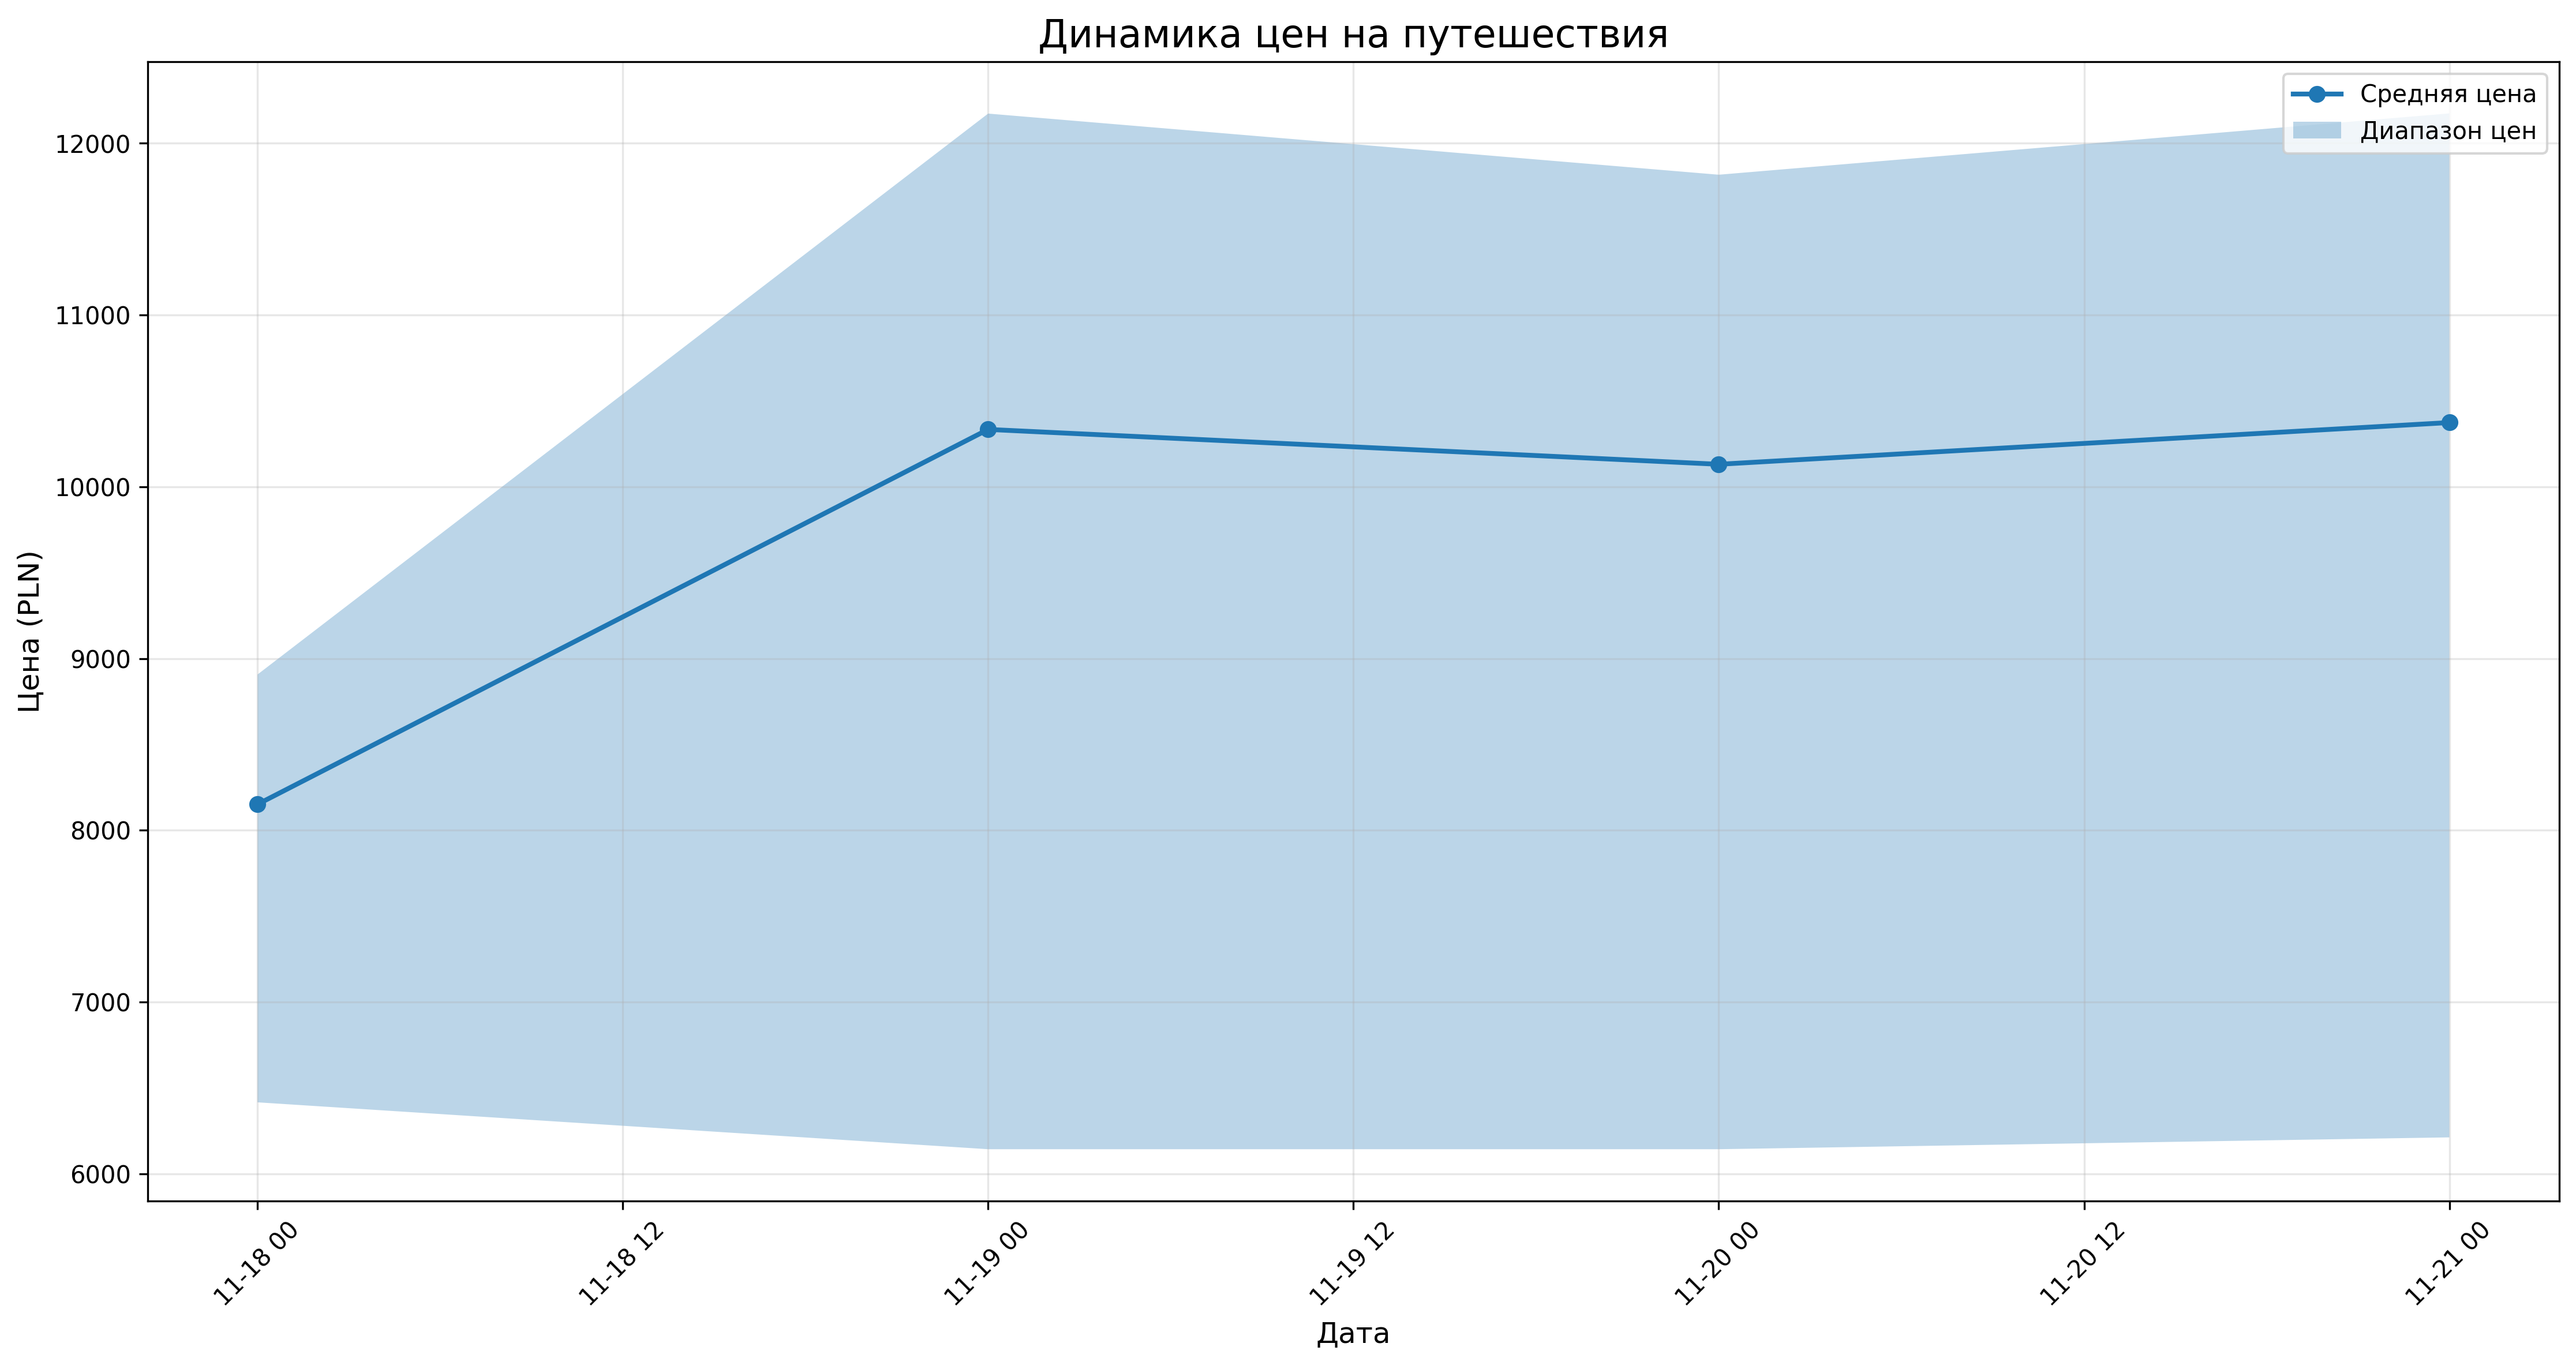 Динамика цен на путешествия
Средняя цена
Диапазон цен
Цена (PLN)
12000
11000
10000
9000
8000
7000
6000
11-18 00
11-18 12
11-19 00
11-19 12
11-20 00
11-20 12
11-21 00
Дата